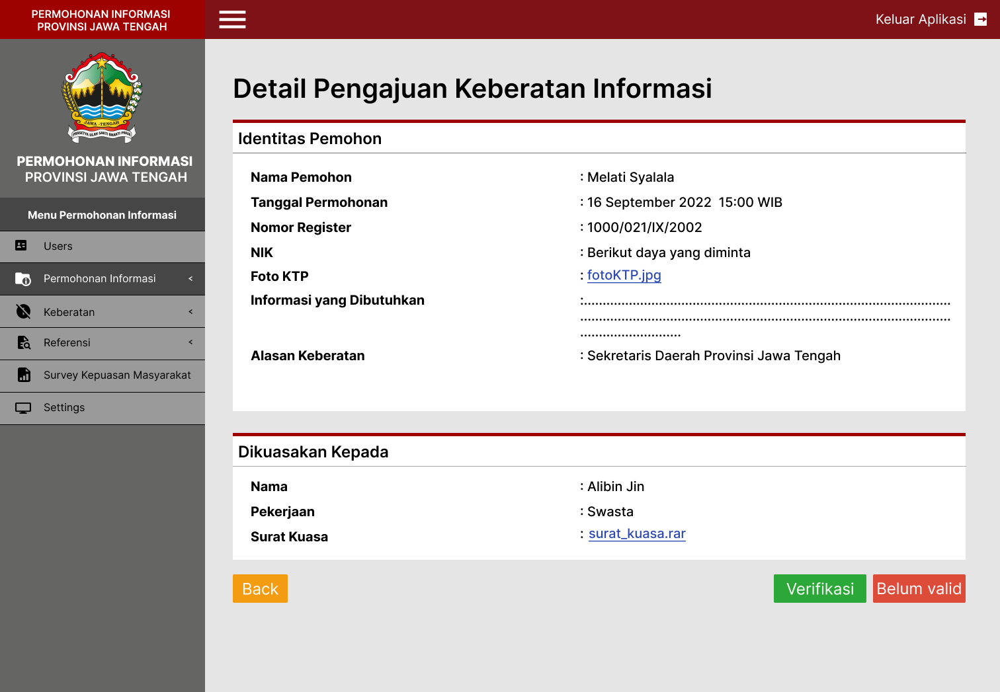 PERMOHONAN INFORMASI
PROVINSI JAWA TENGAH
Keluar Aplikasi
JAWA - TENGAH
PRASETYA ULAH SAKTI BHAKTI PRAJA
PERMOHONAN INFORMASI
PROVINSI JAWA TENGAH
Menu Permohonan Informasi
Users
Permohonan Informasi <
Keberatan <
Referensi <
Survey Kepuasan Masyarakat
Settings
Detail Pengajuan Keberatan Informasi
Identitas Pemohon
Nama Pemohon : Melati Syalala
Tanggal Permohonan : 16 September 2022  15:00 WIB
Nomor Register : 1000/021/IX/2002
NIK : Berikut daya yang diminta
Foto KTP : fotoKTP.jpg
Informasi yang Dibutuhkan :..................................................................................................
...................................................................................................
...........................
Alasan Keberatan : Sekretaris Daerah Provinsi Jawa Tengah
Dikuasakan Kepada
Nama : Alibin Jin
Pekerjaan : Swasta
Surat Kuasa : surat_kuasa.rar
Back
Verifikasi
Belum valid